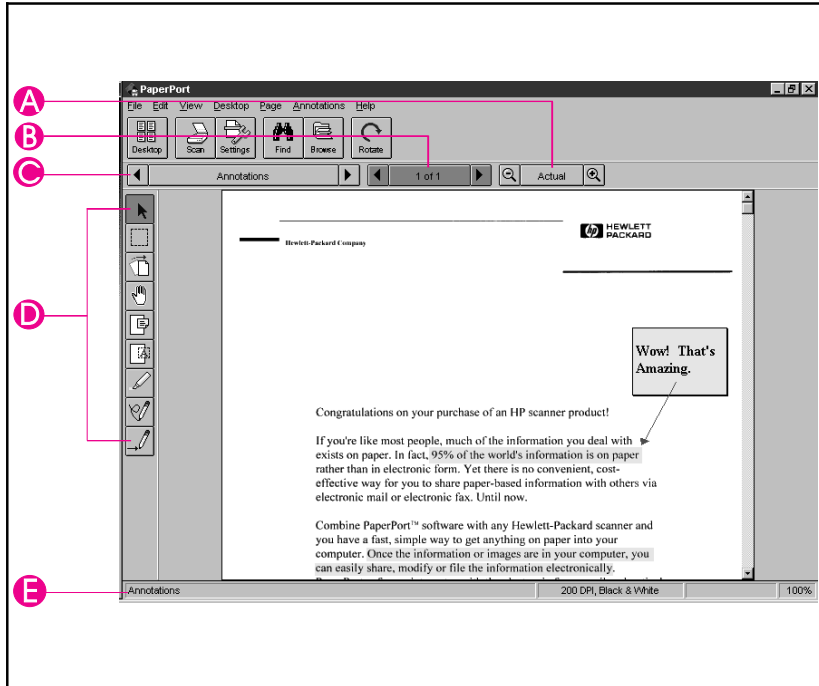 PaperPort
File Edit View Desktop Page Annotations Help
A
B
Desktop Scan Settings Find Browse Rotate
C
Annotations 1 of 1 Actual
hp HEWLETT
PACKARD
Hewlett-Packard Company
D
Wow! That's
Amazing.
Congratulations on your purchase of an HP scanner product!
If you're like most people, much of the information you deal with
exists on paper. In fact, 95% of the world's information is on paper
rather than in electronic form. Yet there is no convenient, cost-
effective way for you to share paper-based information with others via
electronic mail or electronic fax. Until now.
Combine PaperPort™ software with any Hewlett-Packard scanner and
you have a fast, simple way to get anything on paper into your
computer. Once the information or images are in your computer, you
can easily share, modify or file the information electronically.
E
Annotations 200 DPI, Black & White 100%